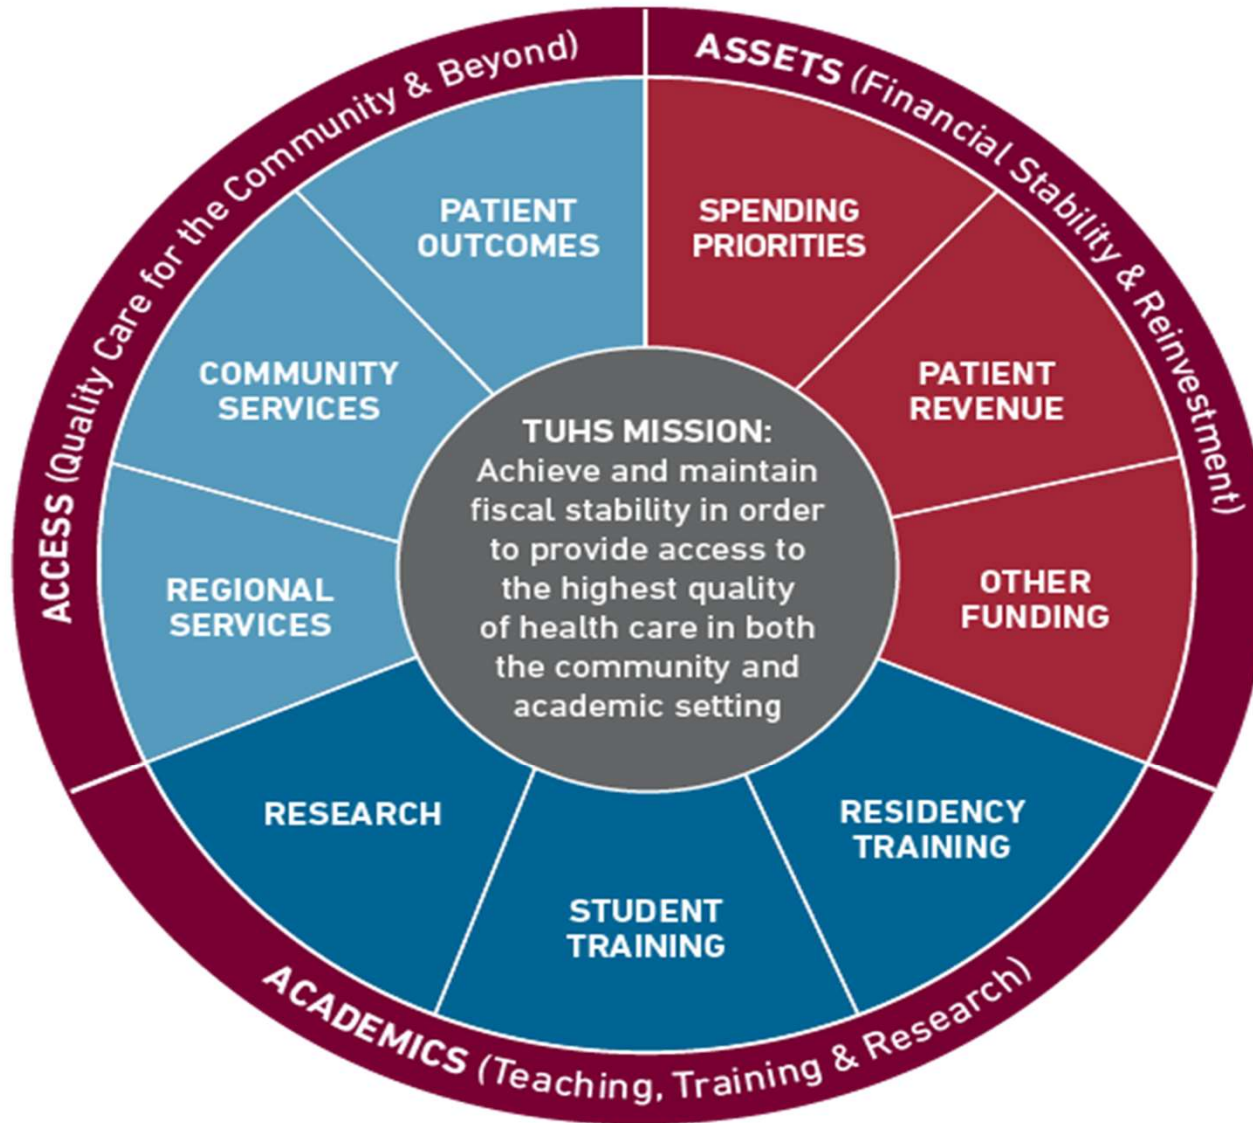 ACCESS (Quality Care for the Community & Beyond)
ASSETS (Financial Stability & Reinvestment)
PATIENT
OUTCOMES
SPENDING
PRIORITIES
COMMUNITY
SERVICES
PATIENT
REVENUE
REGIONAL
SERVICES
OTHER
FUNDING
TUHS MISSION:
Achieve and maintain
fiscal stability in order
to provide access to
the highest quality
of health care in both
the community and
academic setting
RESEARCH
STUDENT
TRAINING
RESIDENCY
TRAINING
ACADEMICS (Teaching, Training & Research)